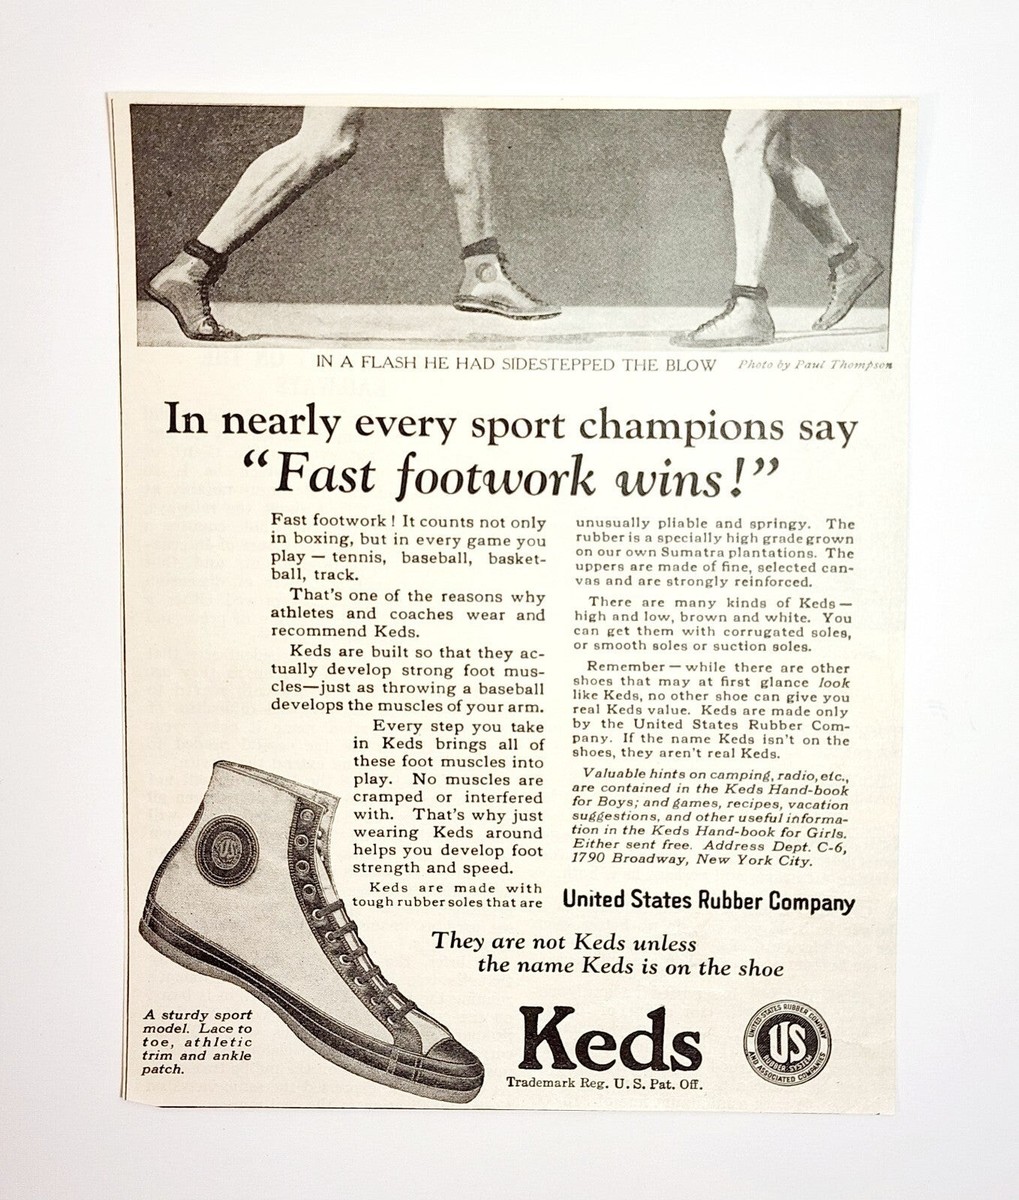 IN A FLASH HE HAD SIDESTEPPED THE BLOW
Photo by Paul Thompson
In nearly every sport champions say
"Fast footwork wins!"
Fast footwork! It counts not only
in boxing, but in every game you
play — tennis, baseball, basket-
ball, track.
That's one of the reasons why
athletes and coaches wear and
recommend Keds.
Keds are built so that they ac-
tually develop strong foot mus-
cles—just as throwing a baseball
develops the muscles of your arm.
Every step you take
in Keds brings all of
these foot muscles into
play. No muscles are
cramped or interfered
with. That's why just
wearing Keds around
helps you develop foot
strength and speed.
Keds are made with
tough rubber soles that are
unusually pliable and springy. The
rubber is a specially high grade grown
on our own Sumatra plantations. The
uppers are made of fine, selected can-
vas and are strongly reinforced.
There are many kinds of Keds—
high and low, brown and white. You
can get them with corrugated soles,
or smooth soles or suction soles.
Remember—while there are other
shoes that may at first glance look
like Keds, no other shoe can give you
real Keds value. Keds are made only
by the United States Rubber Com-
pany. If the name Keds isn't on the
shoes, they aren't real Keds.
Valuable hints on camping, radio, etc.,
are contained in the Keds Hand-book
for Boys; and games, recipes, vacation
suggestions, and other useful informa-
tion in the Keds Hand-book for Girls.
Either sent free. Address Dept. C-6,
1790 Broadway, New York City.
United States Rubber Company
They are not Keds unless
the name Keds is on the shoe
A sturdy sport
model. Lace to
toe, athletic
trim and ankle
patch.
Keds
Trademark Reg. U. S. Pat. Off.
UNITED STATES RUBBER COMPANY
US
RUBBER SYSTEM
AND ASSOCIATED COMPANIES